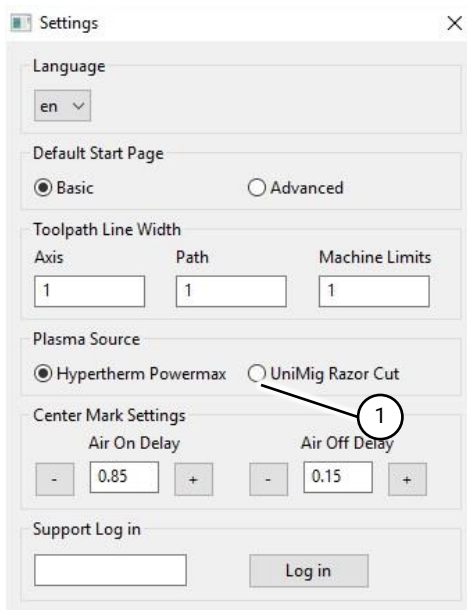 Settings
Language
en
Default Start Page
Basic Advanced
Toolpath Line Width
Axis Path Machine Limits
1 1 1
Plasma Source
Hypertherm Powermax UniMig Razor Cut
1
Center Mark Settings
Air On Delay Air Off Delay
- 0.85 + - 0.15 +
Support Log in
Log in